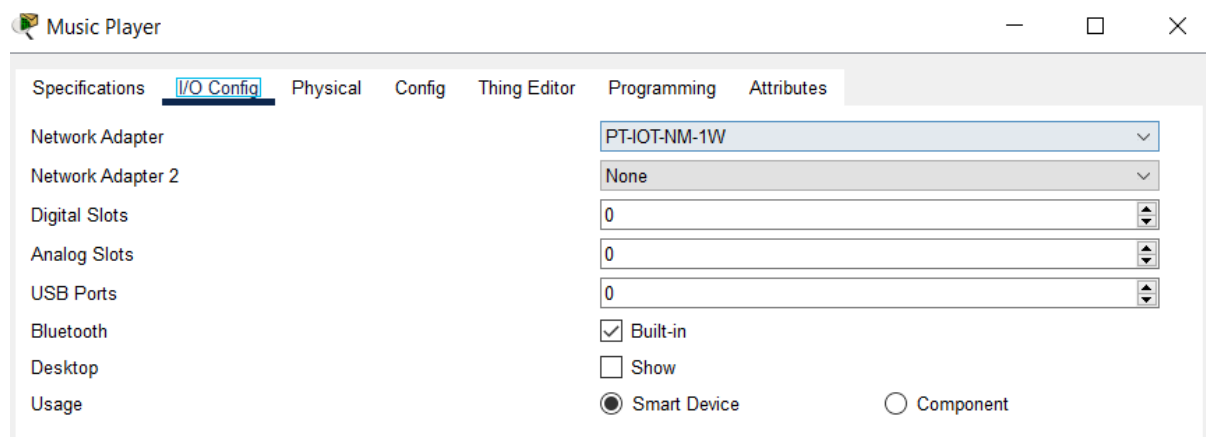 Music Player
Specifications I/O Config Physical Config Thing Editor Programming Attributes
Network Adapter PT-IOT-NM-1W
Network Adapter 2 None
Digital Slots 0
Analog Slots 0
USB Ports 0
Bluetooth Built-in
Desktop Show
Usage Smart Device Component